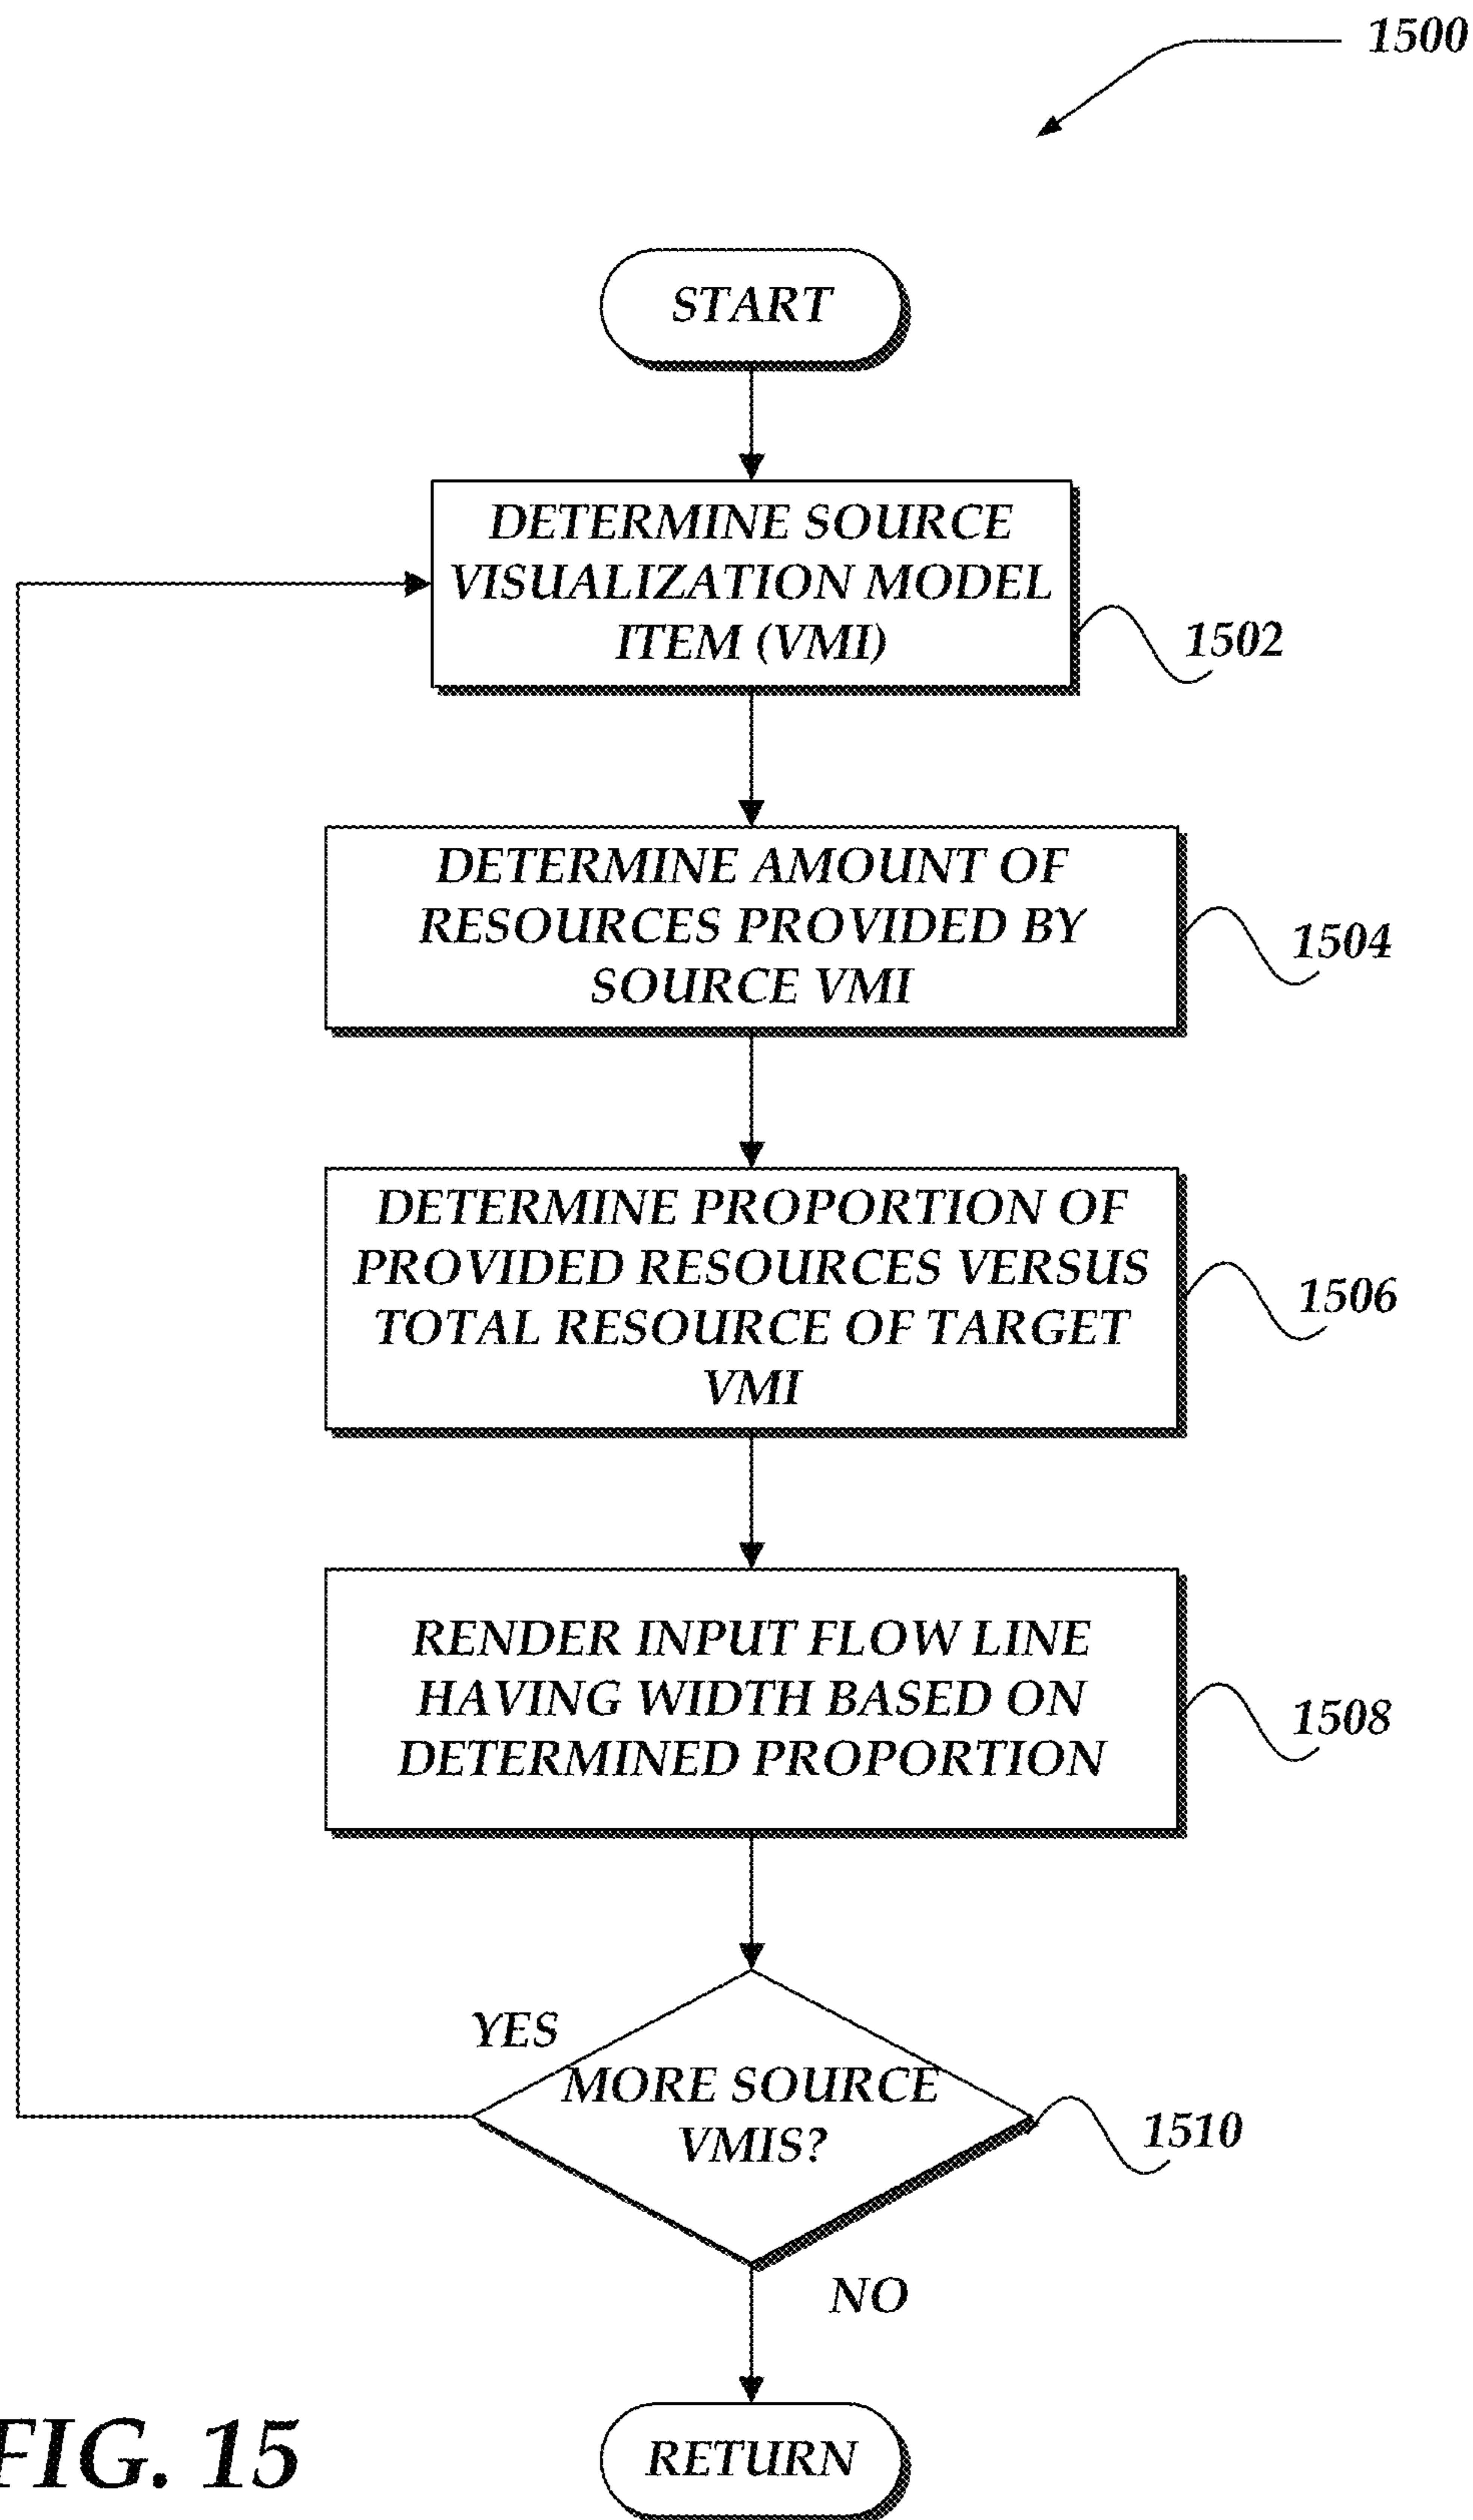 1500
START
DETERMINE SOURCE
VISUALIZATION MODEL
ITEM (VMI)
1502
DETERMINE AMOUNT OF
RESOURCES PROVIDED BY
SOURCE VMI
1504
DETERMINE PROPORTION OF
PROVIDED RESOURCES VERSUS
TOTAL RESOURCE OF TARGET
VMI
1506
RENDER INPUT FLOW LINE
HAVING WIDTH BASED ON
DETERMINED PROPORTION
1508
YES
MORE SOURCE
VMIS?
1510
NO
RETURN
FIG. 15